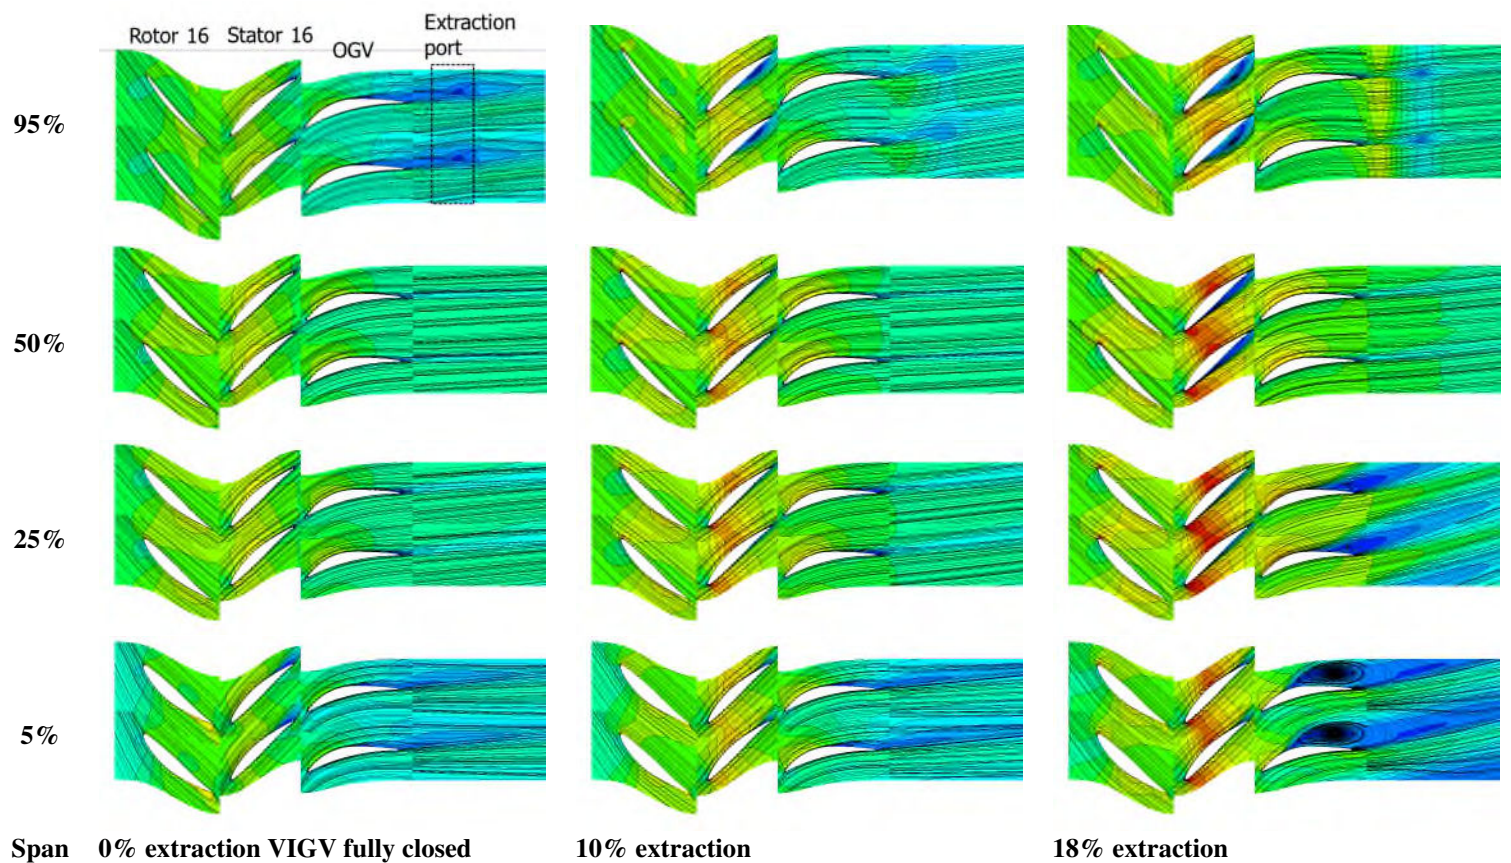 Rotor 16 Stator 16 OGV Extraction
port
95%
50%
25%
5%
Span 0% extraction VIGV fully closed 10% extraction 18% extraction